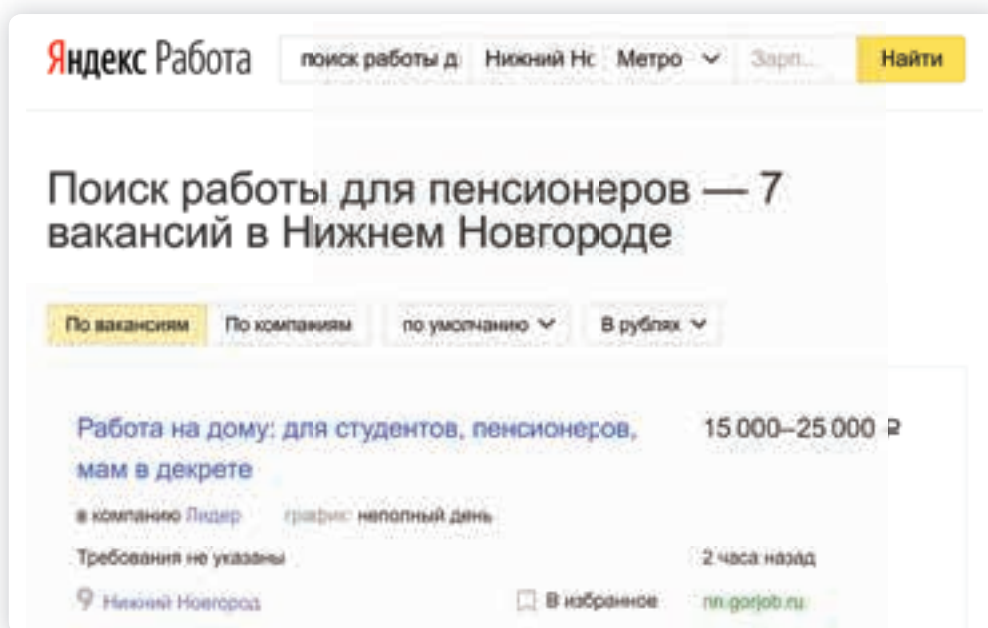 Яндекс Работа поиск работы д Нижний Нс Метро Зарп... Найти
Поиск работы для пенсионеров — 7
вакансий в Нижнем Новгороде
По вакансиям По компаниям по умолчанию В рублях
Работа на дому: для студентов, пенсионеров, 15 000–25 000 ₽
мам в декрете
в компанию Лидер график: неполный день
Требования не указаны 2 часа назад
Нижний Новгород В избранное nn.gorjob.ru